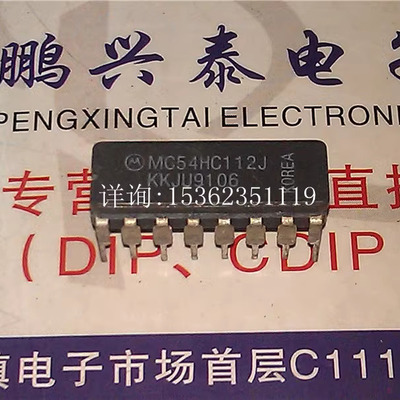 鹏兴泰电子
PENGXINGTAI ELECTRONI
MC54HC112J
KKJU9106
KOREA
详询:15362351119
专营 直接
(DIP、CDIP
电子市场首层C111